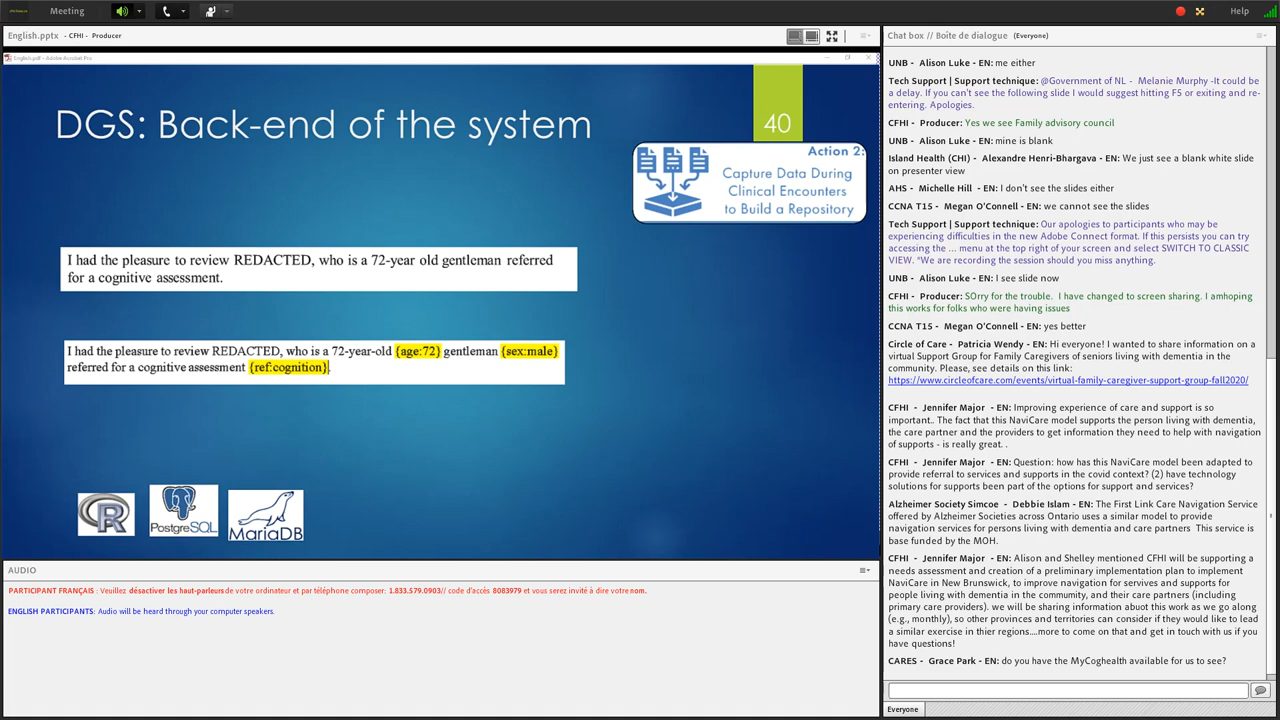 Meeting
Help
English.pptx - CFHI - Producer
English.pdf - Adobe Acrobat Pro
DGS: Back-end of the system
40
Action 2:
Capture Data During
Clinical Encounters
to Build a Repository
I had the pleasure to review REDACTED, who is a 72-year old gentleman referred
for a cognitive assessment.
I had the pleasure to review REDACTED, who is a 72-year-old {age:72} gentleman {sex:male}
referred for a cognitive assessment {ref:cognition}.
R
PostgreSQL
MariaDB
AUDIO
PARTICIPANT FRANÇAIS : Veuillez désactiver les haut-parleurs de votre ordinateur et par téléphone composer: 1.833.579.0903// code d'accès 8083979 et vous serez invité à dire votre nom.
ENGLISH PARTICIPANTS: Audio will be heard through your computer speakers.
Chat box // Boîte de dialogue (Everyone)
UNB - Alison Luke - EN: me either
Tech Support | Support technique: @Government of NL - Melanie Murphy -It could be
a delay. If you can't see the following slide I would suggest hitting F5 or exiting and re-
entering. Apologies.
CFHI - Producer: Yes we see Family advisory council
UNB - Alison Luke - EN: mine is blank
Island Health (CHI) - Alexandre Henri-Bhargava - EN: We just see a blank white slide
on presenter view
AHS - Michelle Hill - EN: I don't see the slides either
CCNA T15 - Megan O'Connell - EN: we cannot see the slides
Tech Support | Support technique: Our apologies to participants who may be
experiencing difficulties in the new Adobe Connect format. If this persists you can try
accessing the ... menu at the top right of your screen and select SWITCH TO CLASSIC
VIEW. *We are recording the session should you miss anything.
UNB - Alison Luke - EN: I see slide now
CFHI - Producer: SOrry for the trouble. I have changed to screen sharing. I amhoping
this works for folks who were having issues
CCNA T15 - Megan O'Connell - EN: yes better
Circle of Care - Patricia Wendy - EN: Hi everyone! I wanted to share information on a
virtual Support Group for Family Caregivers of seniors living with dementia in the
community. Please, see details on this link:
https://www.circleofcare.com/events/virtual-family-caregiver-support-group-fall2020/
CFHI - Jennifer Major - EN: Improving experience of care and support is so
important.. The fact that this NaviCare model supports the person living with dementia,
the care partner and the providers to get information they need to help with navigation
of supports - is really great. .
CFHI - Jennifer Major - EN: Question: how has this NaviCare model been adapted to
provide referral to services and supports in the covid context? (2) have technology
solutions for supports been part of the options for support and services?
Alzheimer Society Simcoe - Debbie Islam - EN: The First Link Care Navigation Service
offered by Alzheimer Societies across Ontario uses a similar model to provide
navigation services for persons living with dementia and care partners This service is
base funded by the MOH.
CFHI - Jennifer Major - EN: Alison and Shelley mentioned CFHI will be supporting a
needs assessment and creation of a preliminary implementation plan to implement
NaviCare in New Brunswick, to improve navigation for servives and supports for
people living with dementia in the community, and their care partners (including
primary care providers). we will be sharing information abuot this work as we go along
(e.g., monthly), so other provinces and territories can consider if they would like to lead
a similar exercise in thier regions....more to come on that and get in touch with us if you
have questions!
CARES - Grace Park - EN: do you have the MyCoghealth available for us to see?
Everyone